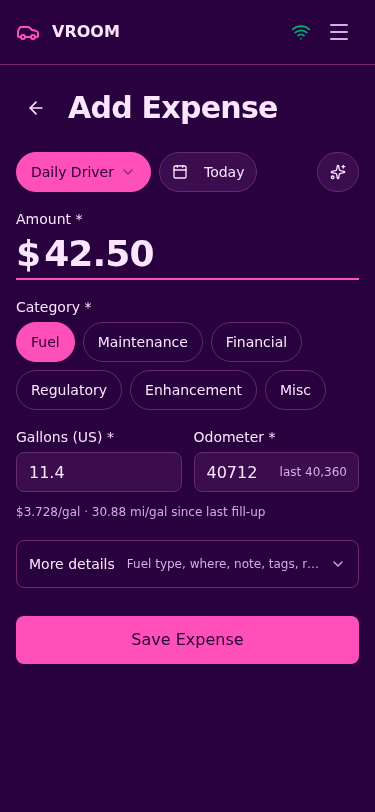 VROOM
Add Expense
Daily Driver
Today
Amount *
$ 42.50
Category *
Fuel
Maintenance
Financial
Regulatory
Enhancement
Misc
Gallons (US) *
Odometer *
11.4
40712
last 40,360
$3.728/gal · 30.88 mi/gal since last fill-up
More details
Fuel type, where, note, tags, r…
Save Expense